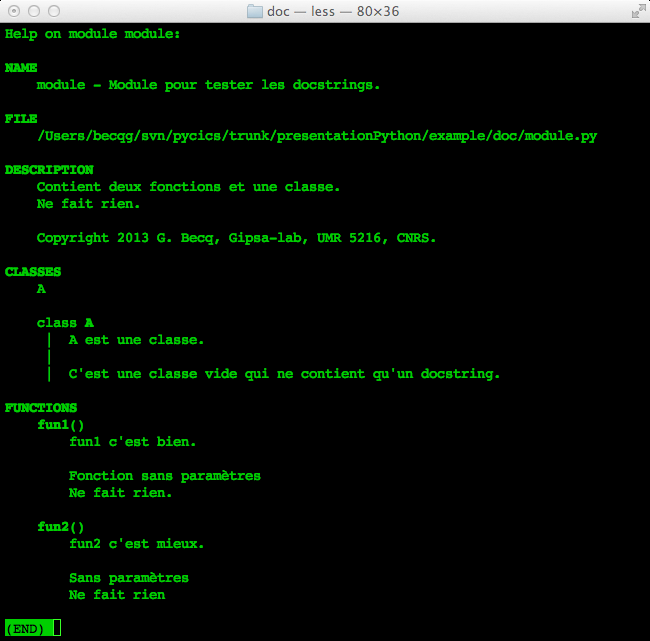 doc — less — 80×36
Help on module module:
NAME
module - Module pour tester les docstrings.
FILE
/Users/becqg/svn/pycics/trunk/presentationPython/example/doc/module.py
DESCRIPTION
Contient deux fonctions et une classe.
Ne fait rien.
Copyright 2013 G. Becq, Gipsa-lab, UMR 5216, CNRS.
CLASSES
A
class A
|  A est une classe.
|
|  C'est une classe vide qui ne contient qu'un docstring.
FUNCTIONS
fun1()
fun1 c'est bien.
Fonction sans paramètres
Ne fait rien.
fun2()
fun2 c'est mieux.
Sans paramètres
Ne fait rien
(END)